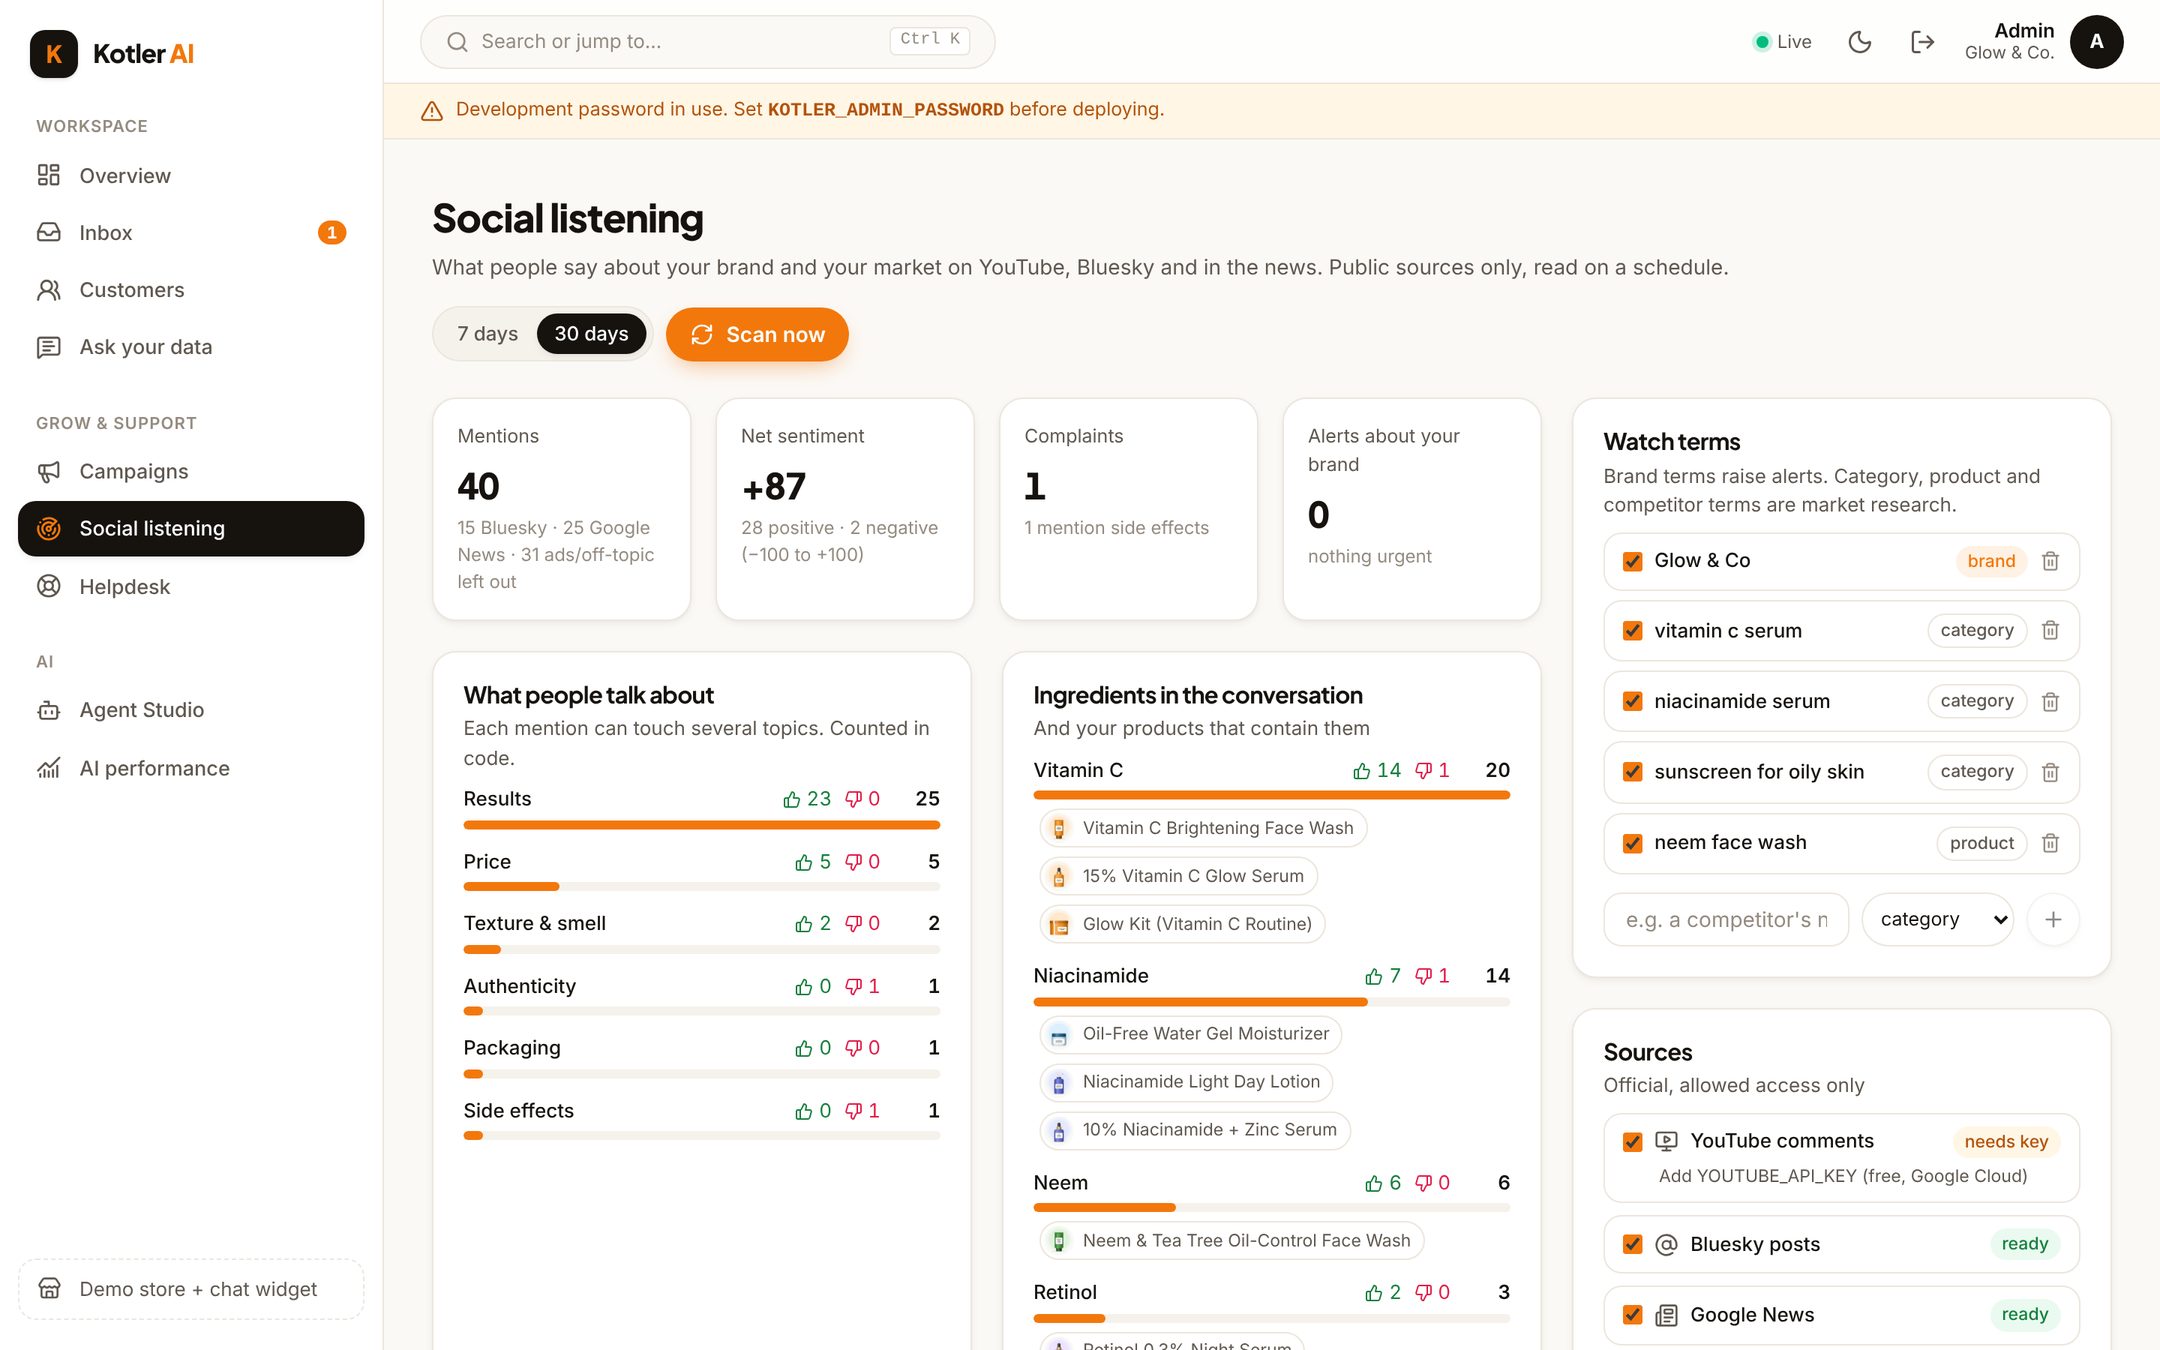 K Kotler AI
WORKSPACE
Overview
Inbox 1
Customers
Ask your data
GROW & SUPPORT
Campaigns
Social listening
Helpdesk
AI
Agent Studio
AI performance
Demo store + chat widget
Search or jump to... Ctrl K
Live
Admin
Glow & Co.
A
Development password in use. Set KOTLER_ADMIN_PASSWORD before deploying.
Social listening
What people say about your brand and your market on YouTube, Bluesky and in the news. Public sources only, read on a schedule.
7 days 30 days Scan now
Mentions
40
15 Bluesky · 25 Google
News · 31 ads/off-topic
left out
Net sentiment
+87
28 positive · 2 negative
(−100 to +100)
Complaints
1
1 mention side effects
Alerts about your
brand
0
nothing urgent
What people talk about
Each mention can touch several topics. Counted in
code.
Results 23 0 25
Price 5 0 5
Texture & smell 2 0 2
Authenticity 0 1 1
Packaging 0 0 1
Side effects 0 1 1
Ingredients in the conversation
And your products that contain them
Vitamin C 14 1 20
Vitamin C Brightening Face Wash
15% Vitamin C Glow Serum
Glow Kit (Vitamin C Routine)
Niacinamide 7 1 14
Oil-Free Water Gel Moisturizer
Niacinamide Light Day Lotion
10% Niacinamide + Zinc Serum
Neem 6 0 6
Neem & Tea Tree Oil-Control Face Wash
Retinol 2 0 3
Retinol 0.3% Night Serum
Watch terms
Brand terms raise alerts. Category, product and
competitor terms are market research.
Glow & Co brand
vitamin c serum category
niacinamide serum category
sunscreen for oily skin category
neem face wash product
e.g. a competitor's n category
Sources
Official, allowed access only
YouTube comments needs key
Add YOUTUBE_API_KEY (free, Google Cloud)
Bluesky posts ready
Google News ready